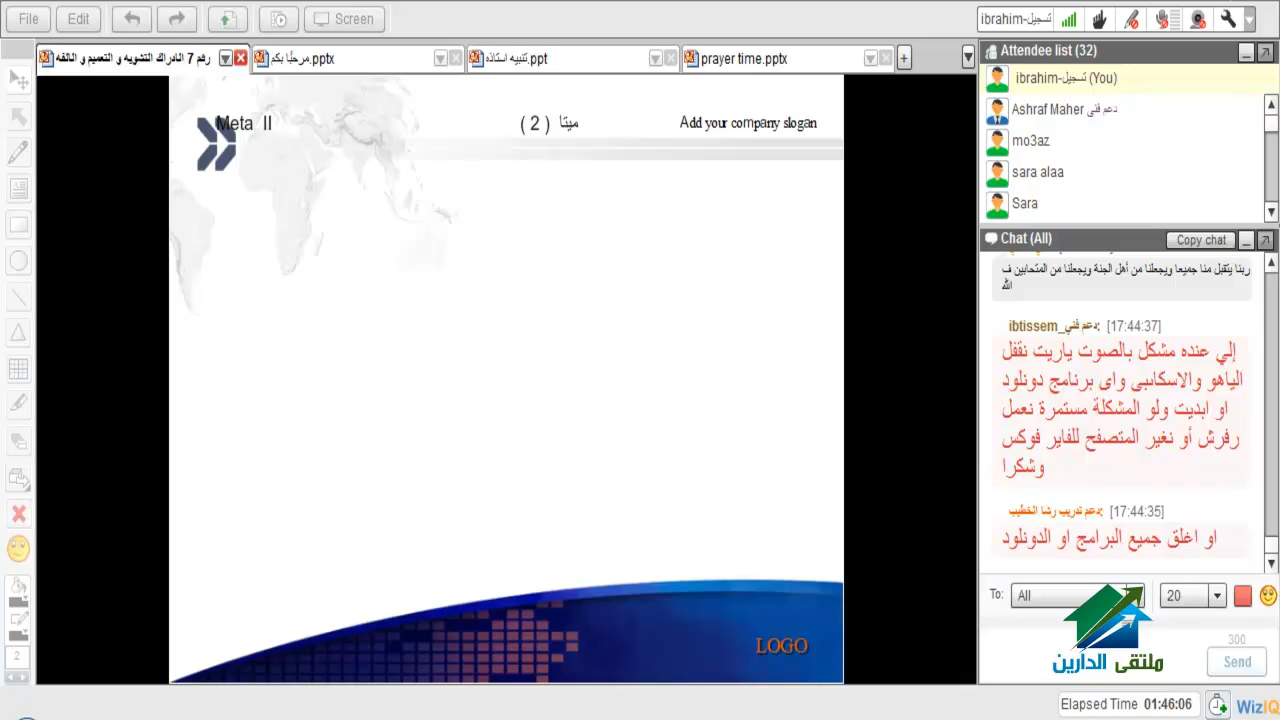 File
Edit
Screen
ibrahim-تسجيل
رقم 7 الادراك التشويه و التعميم و الالغه
مرحبًا بكم.pptx
تنبيه استاذه.ppt
prayer time.pptx
Meta II
ميتا ( 2 )
Add your company slogan
LOGO
Attendee list (32)
ibrahim-تسجيل (You)
Ashraf Maher دعم فنى
mo3az
sara alaa
Sara
Chat (All)
Copy chat
ربنا يتقبل منا جميعا ويجعلنا من أهل الجنة ويجعلنا من المتحابين ف
الله
ibtissem_دعم فني: [17:44:37]
إلي عنده مشكل بالصوت ياريت نقفل
الياهو والاسكايبى واى برنامج دونلود
او ابديت ولو المشكلة مستمرة نعمل
رفرش أو نغير المتصفح للفاير فوكس
وشكرا
دعم تدريب رشا الخطيب: [17:44:35]
او اغلق جميع البرامج او الدونلود
To:
All
20
ملتقى الدارين
300
Send
2
Elapsed Time 01:46:06
WizIQ